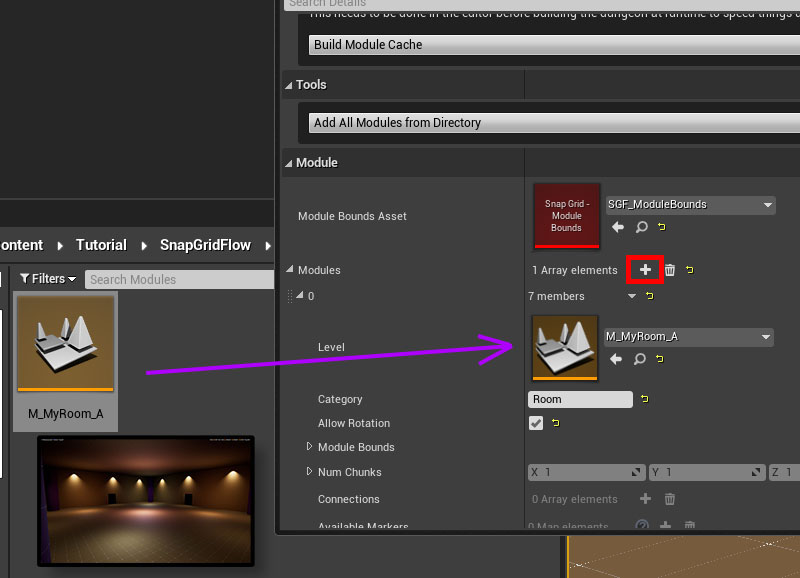 Search Details
This needs to be done in the editor before building the dungeon at runtime to speed things
Build Module Cache
Tools
Add All Modules from Directory
Module
Module Bounds Asset
Snap Grid -
Module
Bounds
SGF_ModuleBounds
ontent
Tutorial
SnapGridFlow
Filters
Search Modules
M_MyRoom_A
Modules
1 Array elements
0
7 members
Level
M_MyRoom_A
Category
Room
Allow Rotation
Module Bounds
Num Chunks
X 1
Y 1
Z 1
Connections
0 Array elements
Available Markers
0 Map elements